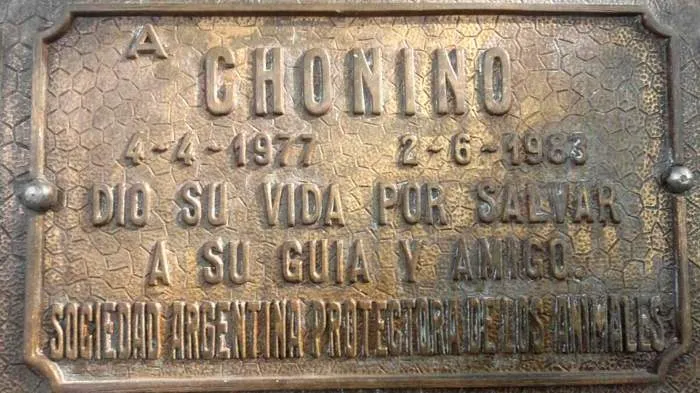 A CHONINO
4-4-1977 2-6-1983
DIO SU VIDA POR SALVAR
A SU GUIA Y AMIGO.
SOCIEDAD ARGENTINA PROTECTORA DE LOS ANIMALES